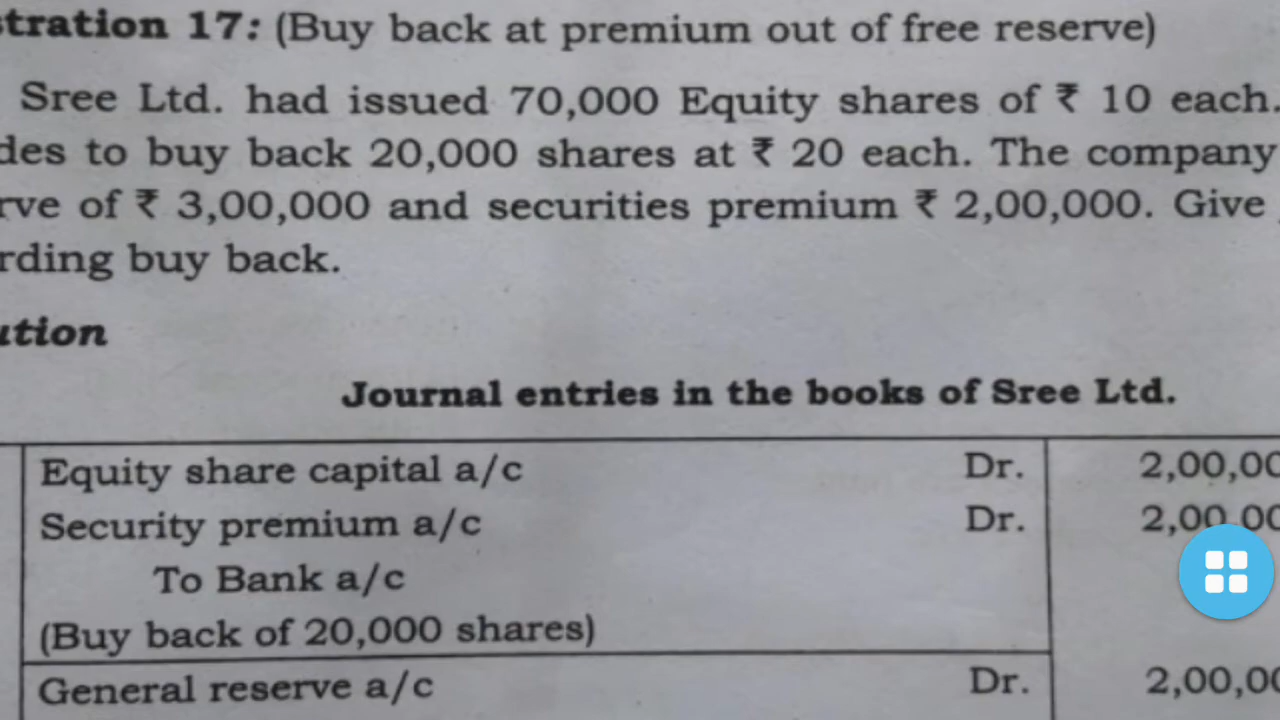 stration 17: (Buy back at premium out of free reserve)
Sree Ltd. had issued 70,000 Equity shares of ₹ 10 each.
des to buy back 20,000 shares at ₹ 20 each. The company
rve of ₹ 3,00,000 and securities premium ₹ 2,00,000. Give
rding buy back.
ution
Journal entries in the books of Sree Ltd.
Equity share capital a/c Dr. 2,00,00
Security premium a/c Dr. 2,00,00
To Bank a/c
(Buy back of 20,000 shares)
General reserve a/c Dr. 2,00,00